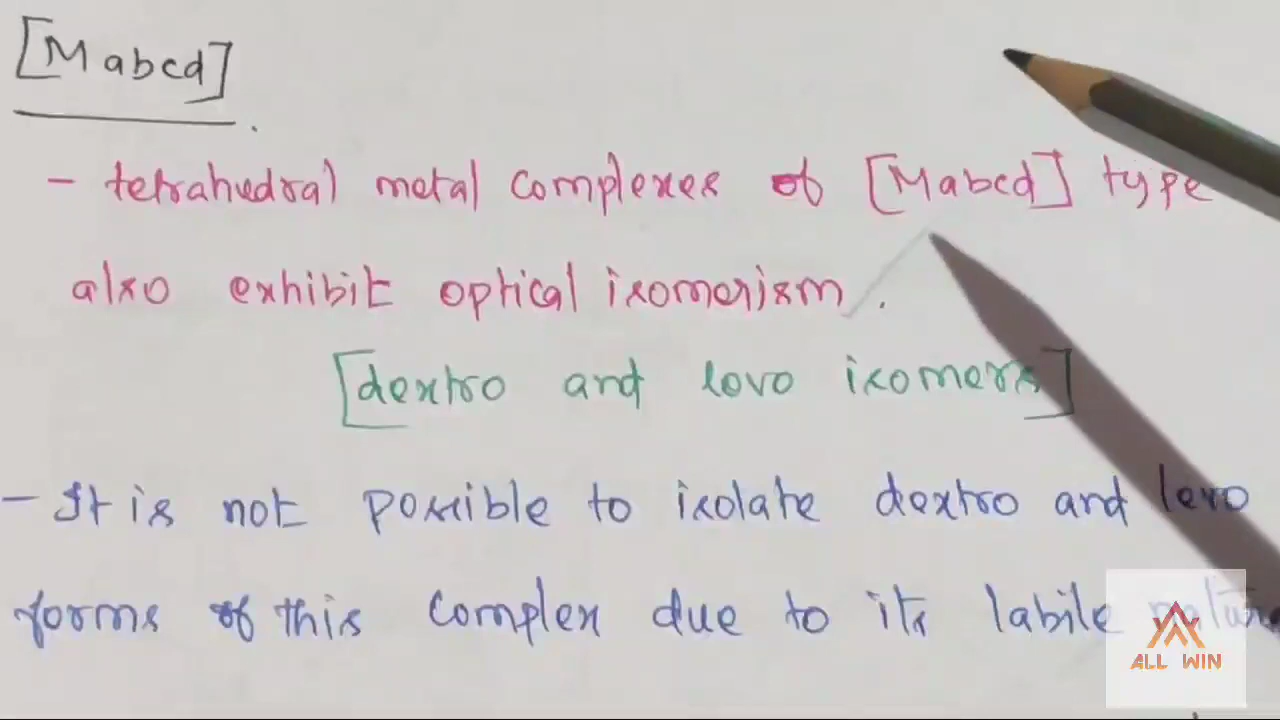 [Mabcd]
- tetrahedral metal complexes of [Mabcd] type
also exhibit optical isomerism.
[dextro and levo isomers]
- It is not possible to isolate dextro and levo
forms of this complex due to its labile nature
ALL WIN